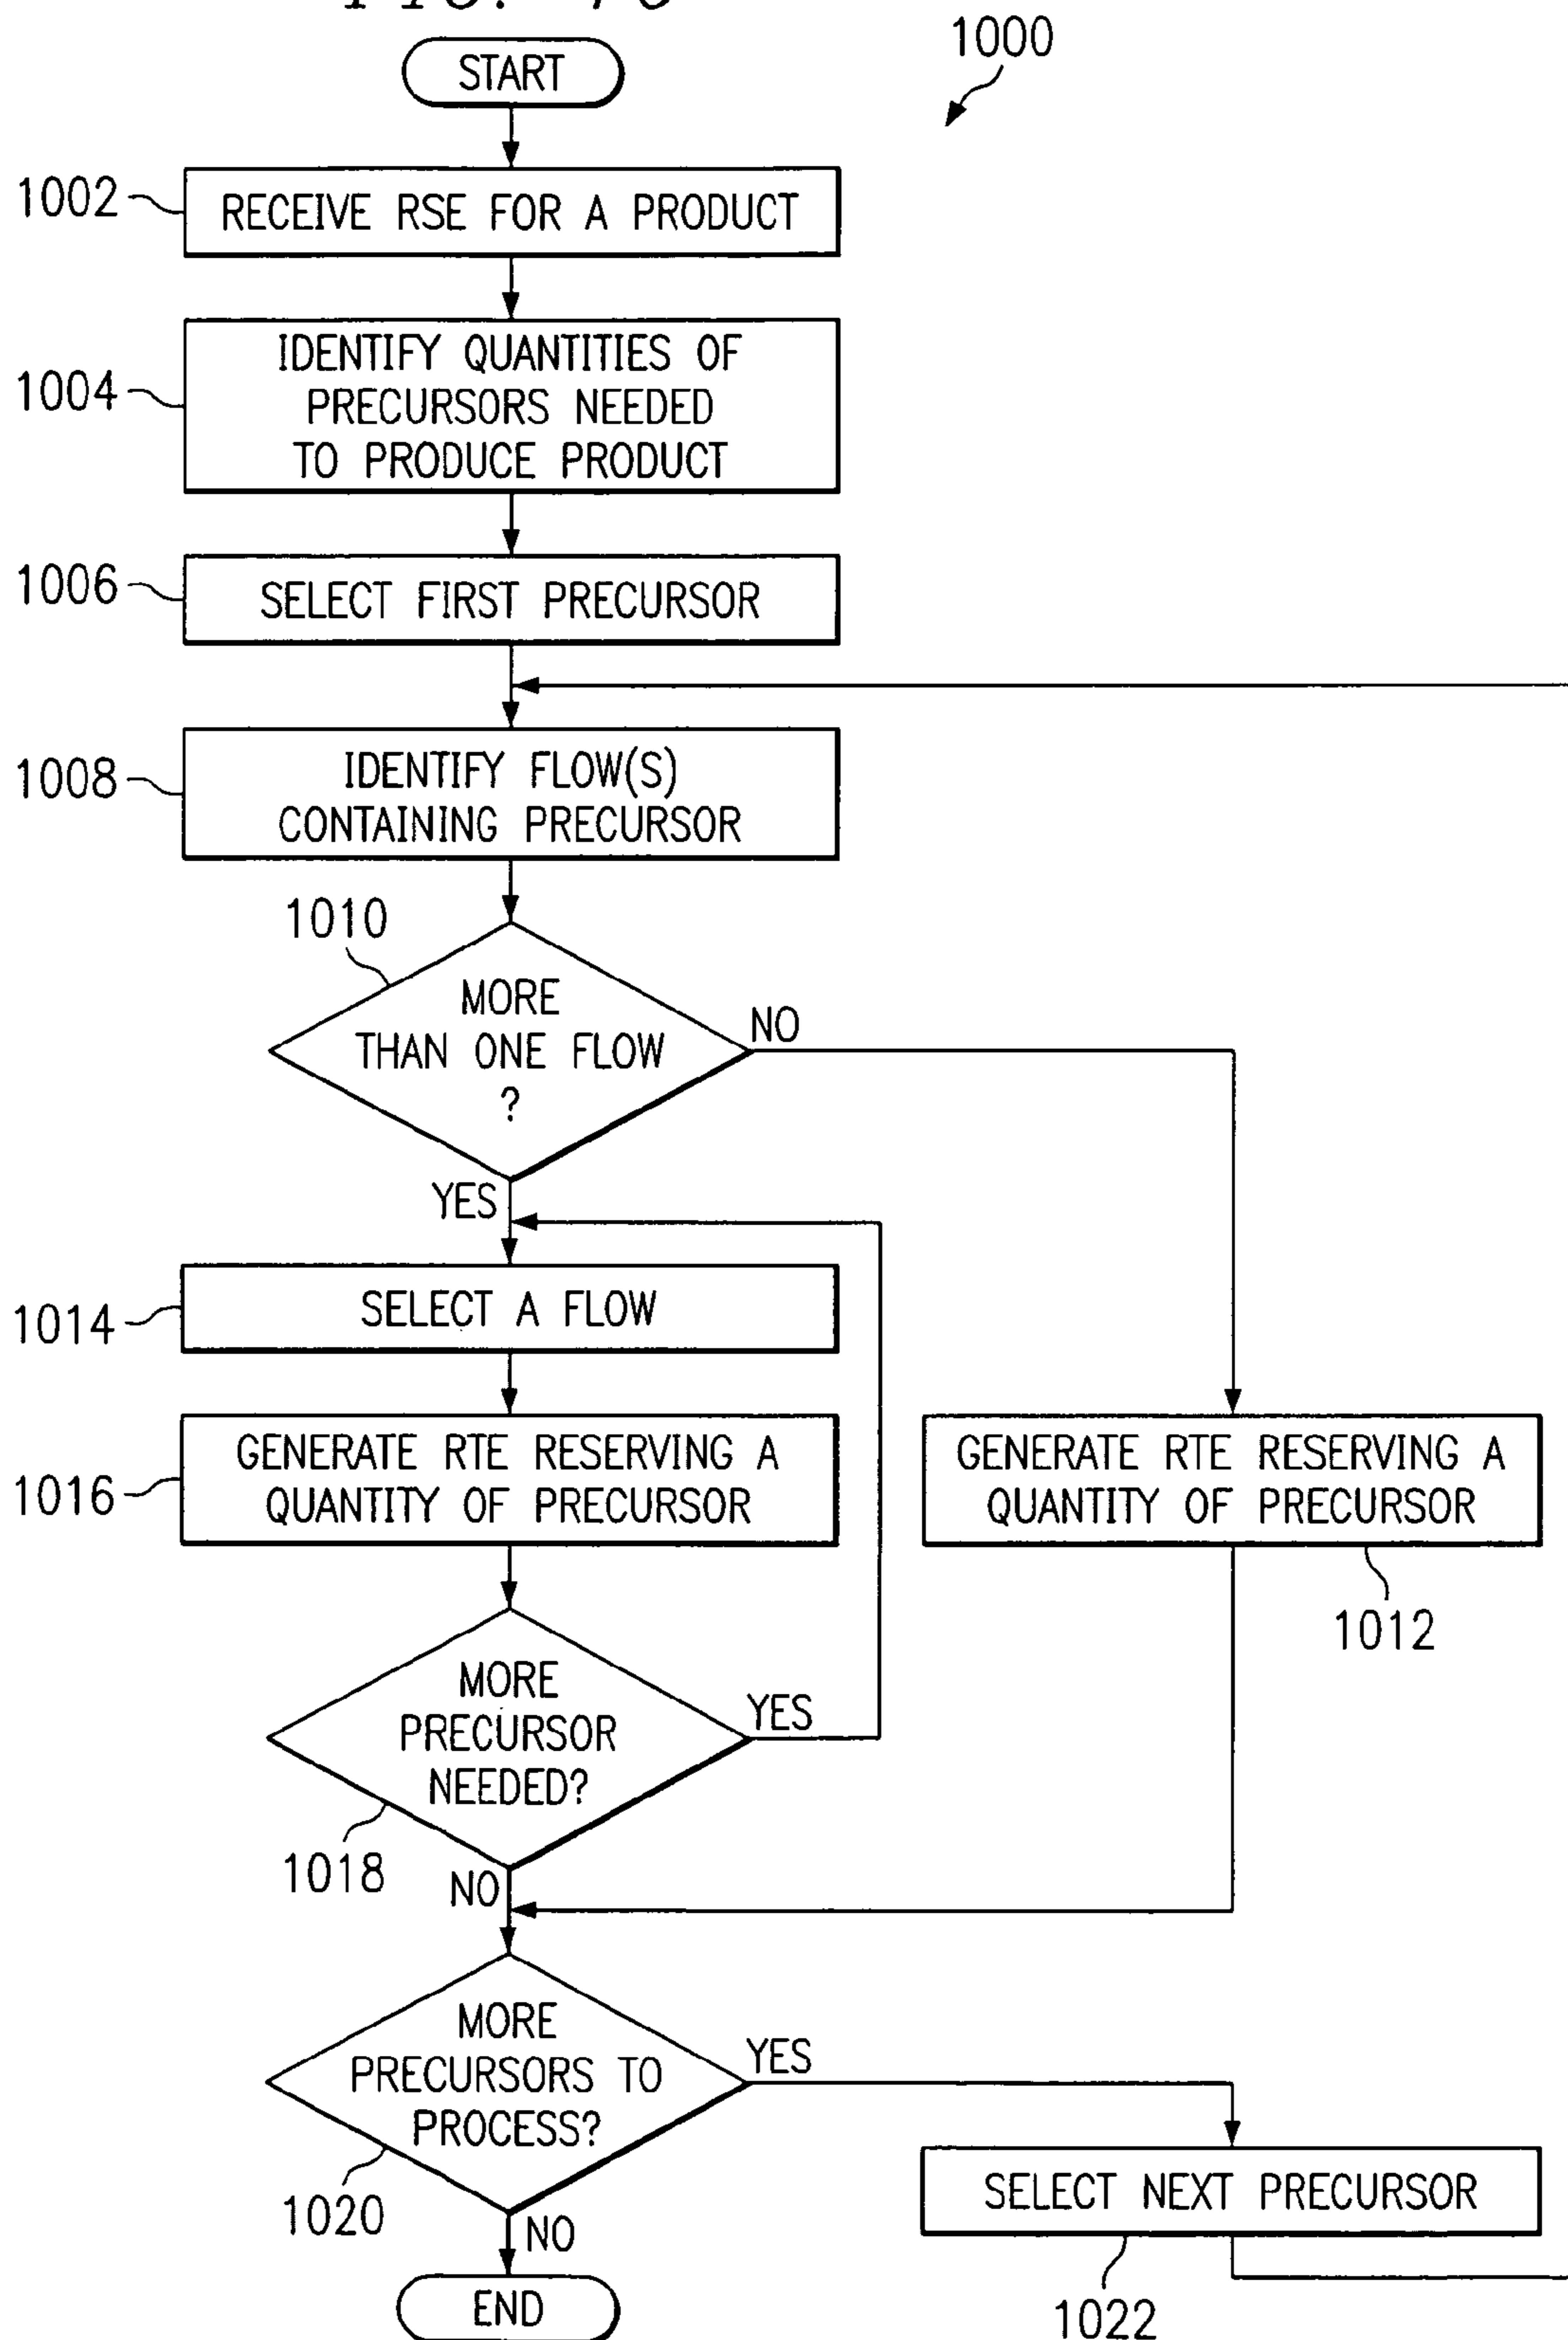 1000
START
1002
RECEIVE RSE FOR A PRODUCT
1004
IDENTIFY QUANTITIES OF
PRECURSORS NEEDED
TO PRODUCE PRODUCT
1006
SELECT FIRST PRECURSOR
1008
IDENTIFY FLOW(S)
CONTAINING PRECURSOR
1010
MORE
THAN ONE FLOW
?
NO
YES
1014
SELECT A FLOW
1016
GENERATE RTE RESERVING A
QUANTITY OF PRECURSOR
GENERATE RTE RESERVING A
QUANTITY OF PRECURSOR
1012
MORE
PRECURSOR
NEEDED?
YES
1018
NO
MORE
PRECURSORS TO
PROCESS?
YES
1020
NO
SELECT NEXT PRECURSOR
1022
END